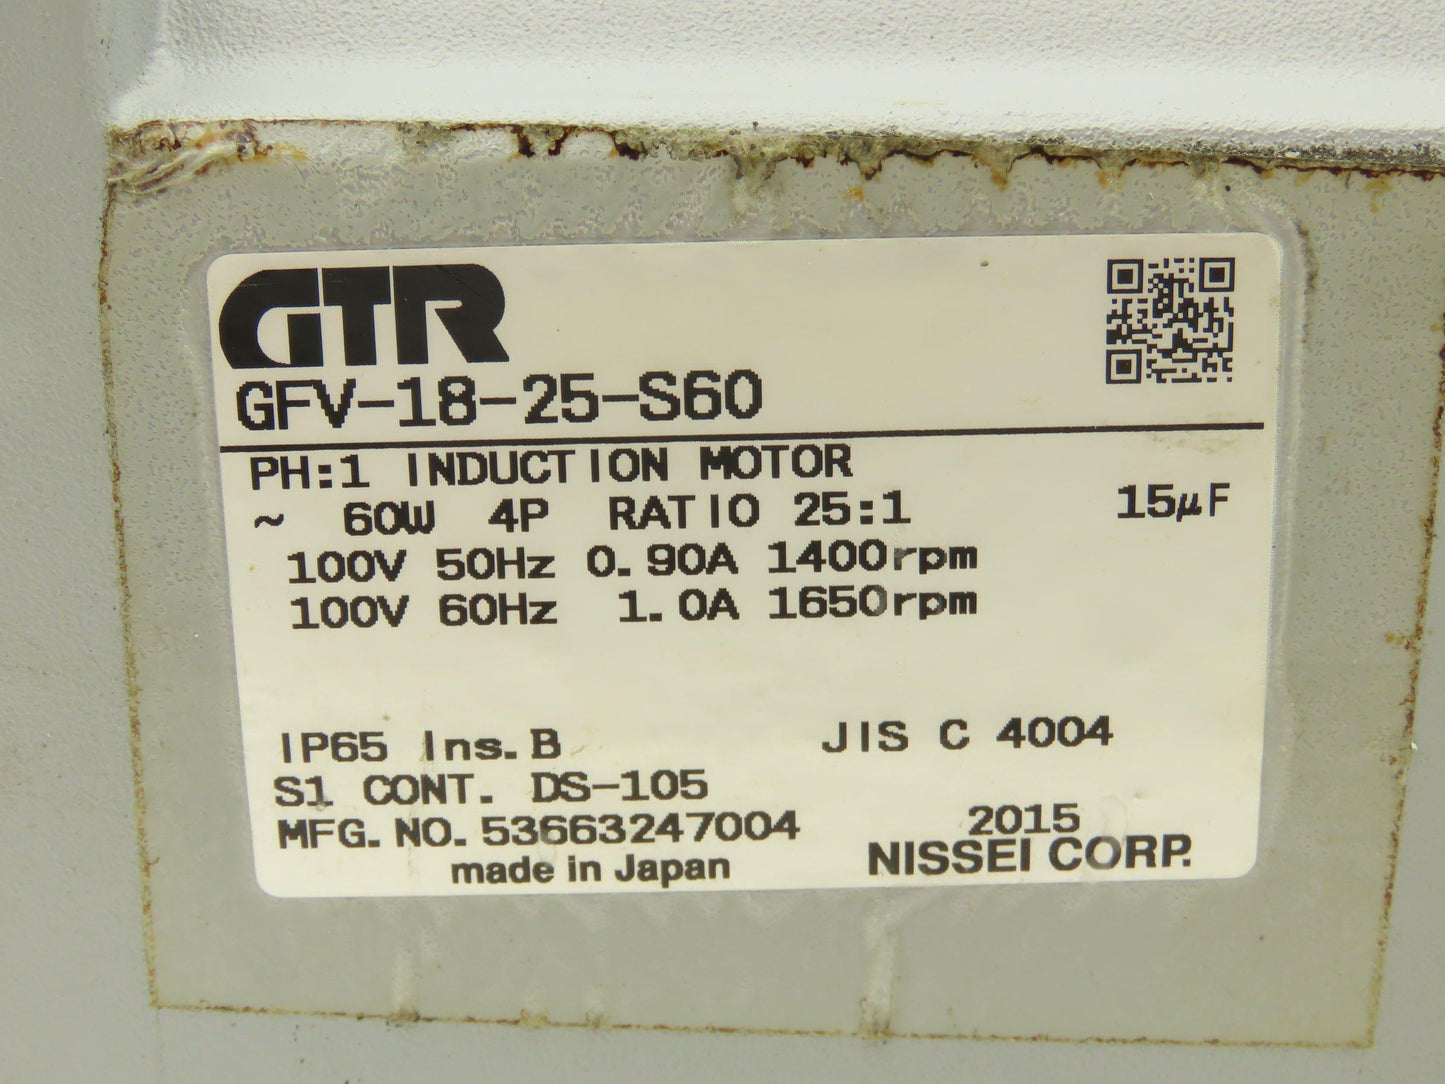 GTR
GFV-18-25-S60
PH:1 INDUCTION MOTOR
~ 60W 4P RATIO 25:1 15μF
100V 50Hz 0.90A 1400rpm
100V 60Hz 1.0A 1650rpm
IP65 Ins.B JIS C 4004
S1 CONT. DS-105
MFG.NO.53663247004 2015
made in Japan NISSEI CORP.